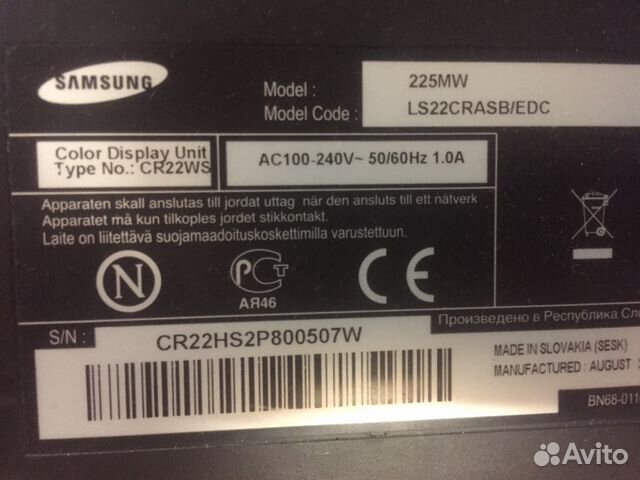 SAMSUNG
Model : 225MW
Model Code : LS22CRASB/EDC
Color Display Unit
Type No.: CR22WS
AC100-240V~ 50/60Hz 1.0A
Apparaten skall anslutas till jordat uttag när den ansluts till ett nätverk
Apparatet må kun tilkoples jordet stikkontakt.
Laite on liitettävä suojamaadoituskoskettimilla varustettuun.
N
РСТ
АЯ46
CE
S/N : CR22HS2P800507W
Произведено в Республика Сло
MADE IN SLOVAKIA (SESK)
MANUFACTURED : AUGUST
BN68-011
Avito